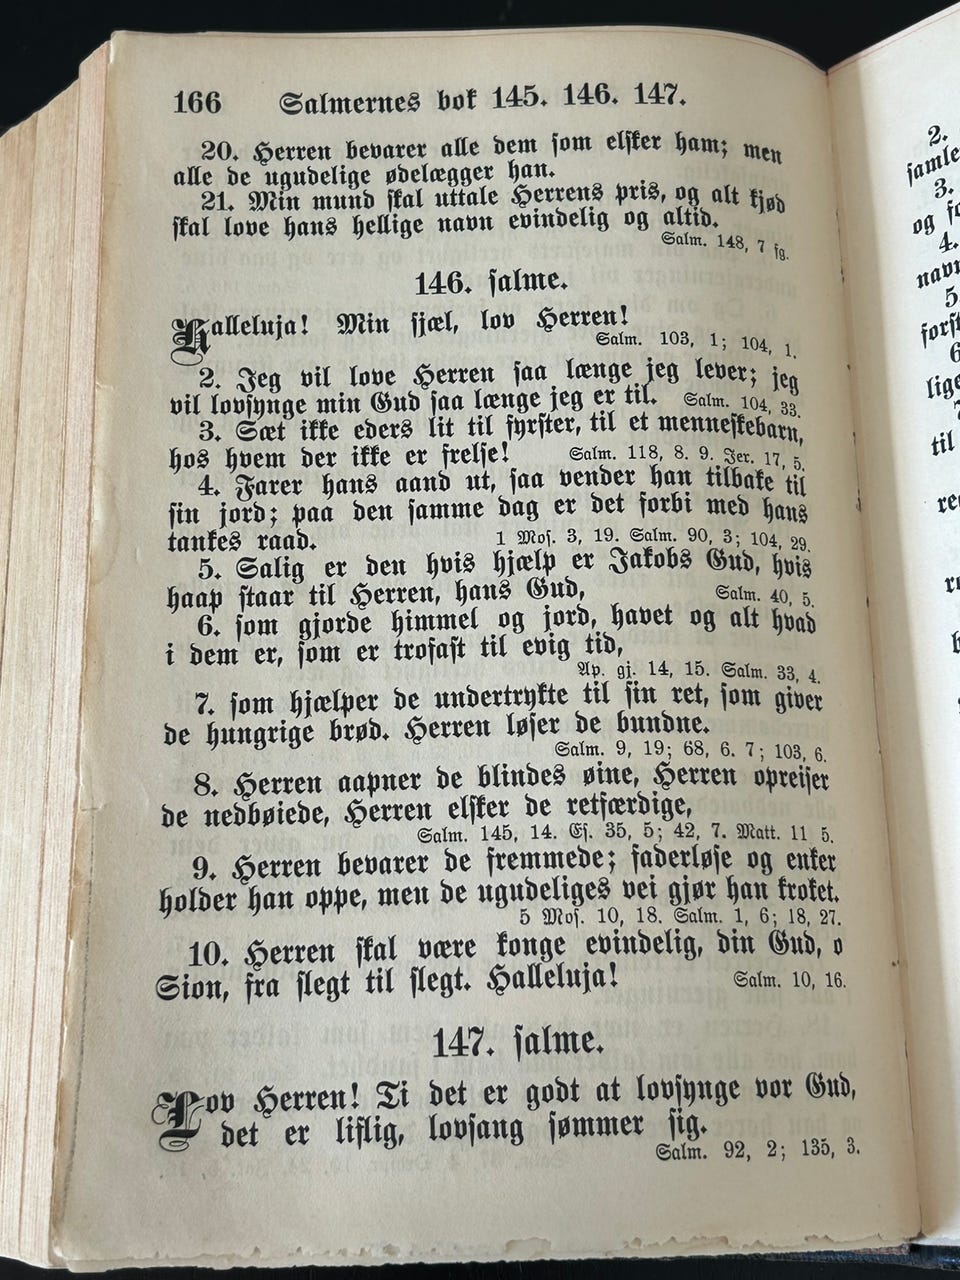 166 Salmernes bok 145. 146. 147.
20. Herren bevarer alle dem som elsker ham; men
alle de ugudelige ødelægger han.
21. Min mund skal uttale Herrens pris, og alt kjød
skal love hans hellige navn evindelig og altid.
Salm. 148, 7 fg.
146. salme.
Halleluja! Min sjæl, lov Herren!
Salm. 103, 1; 104, 1.
2. Jeg vil love Herren saa længe jeg lever; jeg
vil lovsynge min Gud saa længe jeg er til. Salm. 104, 33.
3. Sæt ikke eders lit til fyrster, til et menneskebarn,
hos hvem der ikke er frelse! Salm. 118, 8. 9. Jer. 17, 5.
4. Farer hans aand ut, saa vender han tilbake til
sin jord; paa den samme dag er det forbi med hans
tankes raad. 1 Mos. 3, 19. Salm. 90, 3; 104, 29.
5. Salig er den hvis hjælp er Jakobs Gud, hvis
haap staar til Herren, hans Gud, Salm. 40, 5.
6. som gjorde himmel og jord, havet og alt hvad
i dem er, som er trofast til evig tid,
Ap. gj. 14, 15. Salm. 33, 4.
7. som hjælper de undertrykte til sin ret, som giver
de hungrige brød. Herren løser de bundne.
Salm. 9, 19; 68, 6. 7; 103, 6.
8. Herren aapner de blindes øine, Herren opreiser
de nedbøiede, Herren elsker de retfærdige,
Salm. 145, 14. Es. 35, 5; 42, 7. Matt. 11 5.
9. Herren bevarer de fremmede; faderløse og enker
holder han oppe, men de ugudeliges vei gjør han kroket.
5 Mos. 10, 18. Salm. 1, 6; 18, 27.
10. Herren skal være konge evindelig, din Gud, o
Sion, fra slegt til slegt. Halleluja! Salm. 10, 16.
147. salme.
Lov Herren! Ti det er godt at lovsynge vor Gud,
det er liflig, lovsang sømmer sig.
Salm. 92, 2; 135, 3.
2.
samle
3.
og
4.
navn
5.
6
lige
7
til